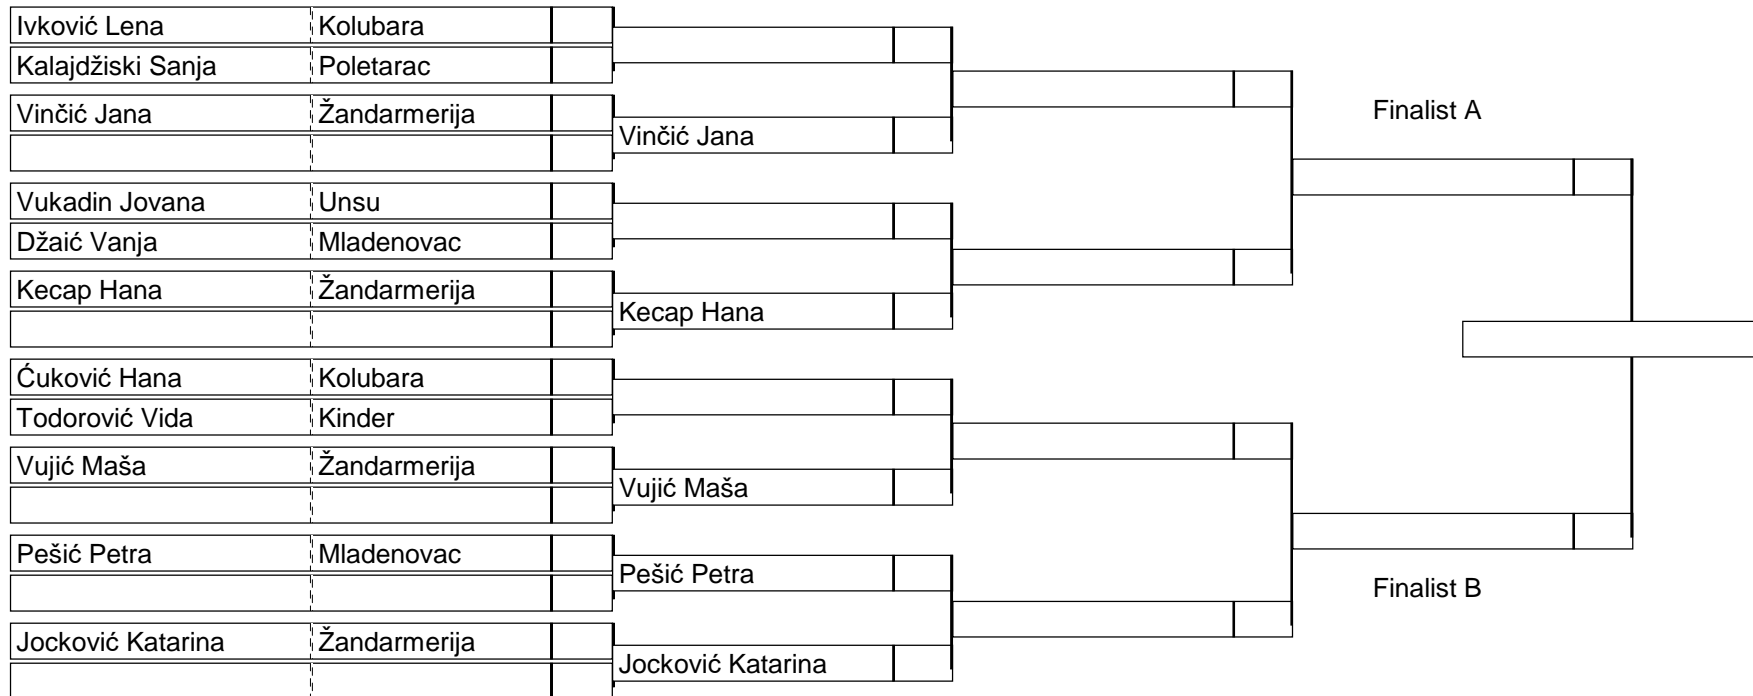 Ivković Lena Kolubara
Kalajdžiski Sanja Poletarac
Finalist A
Vinčić Jana Žandarmerija
Vinčić Jana
Vukadin Jovana Unsu
Džaić Vanja Mladenovac
Kecap Hana Žandarmerija
Kecap Hana
Ćuković Hana Kolubara
Todorović Vida Kinder
Vujić Maša Žandarmerija
Vujić Maša
Pešić Petra Mladenovac
Pešić Petra
Finalist B
Jocković Katarina Žandarmerija
Jocković Katarina